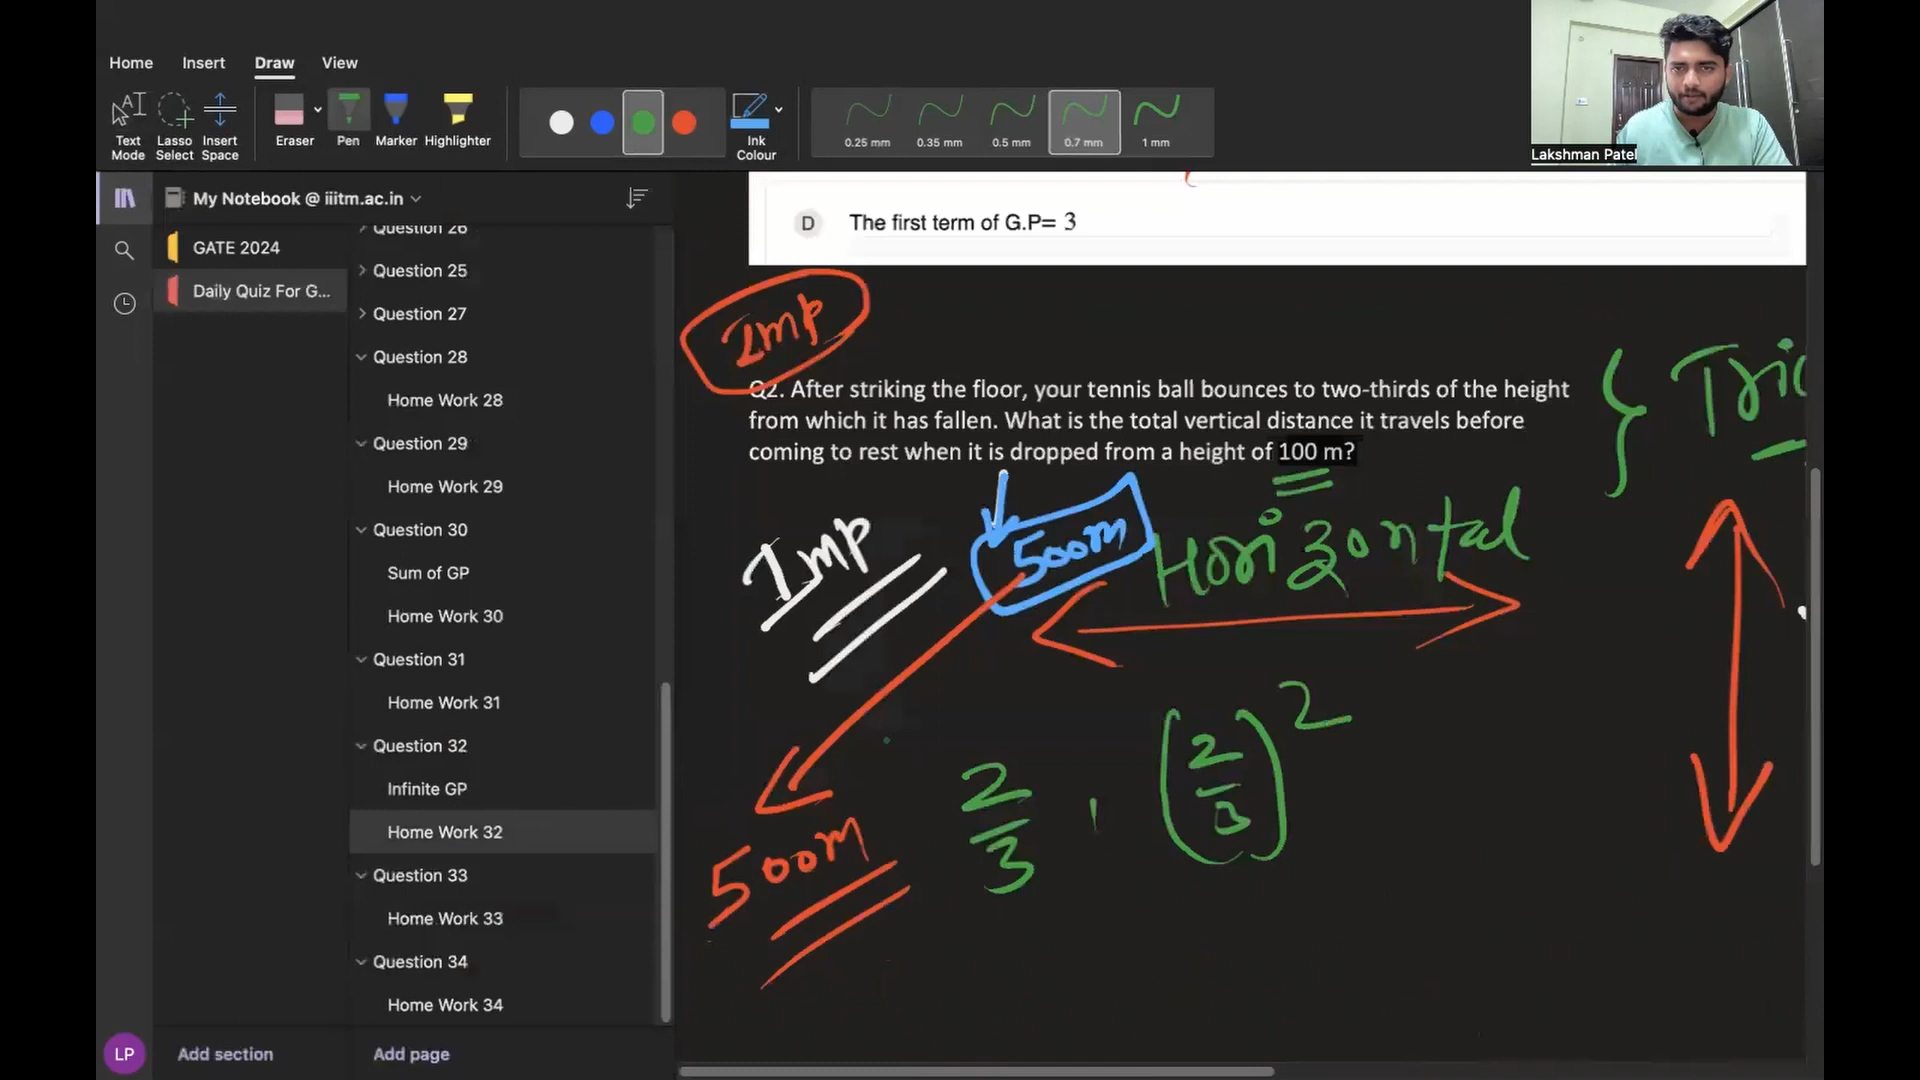 Home Insert Draw View
Text Mode
Lasso Select
Insert Space
Eraser
Pen
Marker
Highlighter
Ink Colour
0.25 mm
0.35 mm
0.5 mm
0.7 mm
1 mm
Lakshman Patel
My Notebook @ iiitm.ac.in
GATE 2024
Daily Quiz For G...
Question 26
Question 25
Question 27
Question 28
Home Work 28
Question 29
Home Work 29
Question 30
Sum of GP
Home Work 30
Question 31
Home Work 31
Question 32
Infinite GP
Home Work 32
Question 33
Home Work 33
Question 34
Home Work 34
LP
Add section
Add page
D The first term of G.P= 3
Imp
Q2. After striking the floor, your tennis ball bounces to two-thirds of the height
from which it has fallen. What is the total vertical distance it travels before
coming to rest when it is dropped from a height of 100 m?
Imp
500m
Horizontal
500m
2/3 , (2/3)²